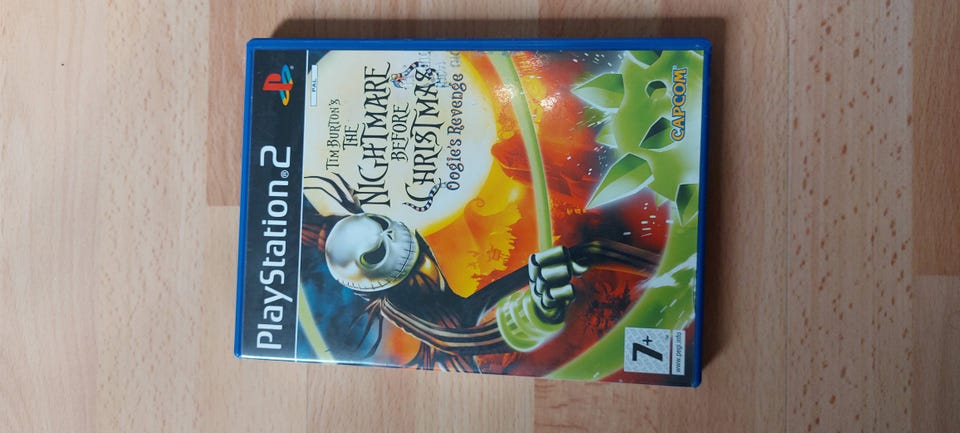 PlayStation®2
PAL
TIM BURTON'S
THE
NIGHTMARE
BEFORE
CHRISTMAS
Oogie's Revenge
CAPCOM
7+
www.pegi.info